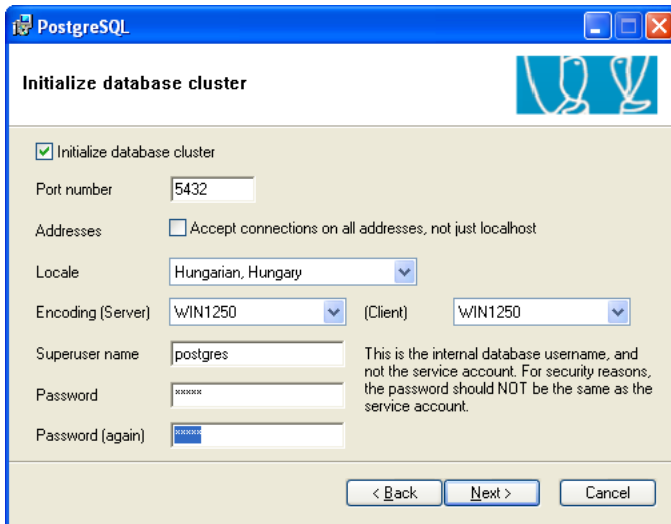 PostgreSQL
Initialize database cluster
Initialize database cluster
Port number 5432
Addresses Accept connections on all addresses, not just localhost
Locale Hungarian, Hungary
Encoding (Server) WIN1250 (Client) WIN1250
Superuser name postgres
This is the internal database username, and
not the service account. For security reasons,
the password should NOT be the same as the
service account.
Password xxxxx
Password (again) xxxxx
< Back Next > Cancel